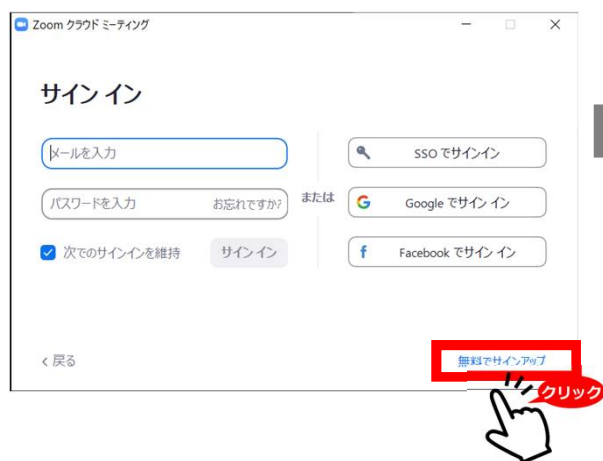 Zoom クラウド ミーティング
サイン イン
メールを入力
パスワードを入力 お忘れですか?
次でのサインインを維持 サイン イン
または
SSO でサインイン
Google でサイン イン
Facebook でサイン イン
< 戻る
無料でサインアップ
クリック